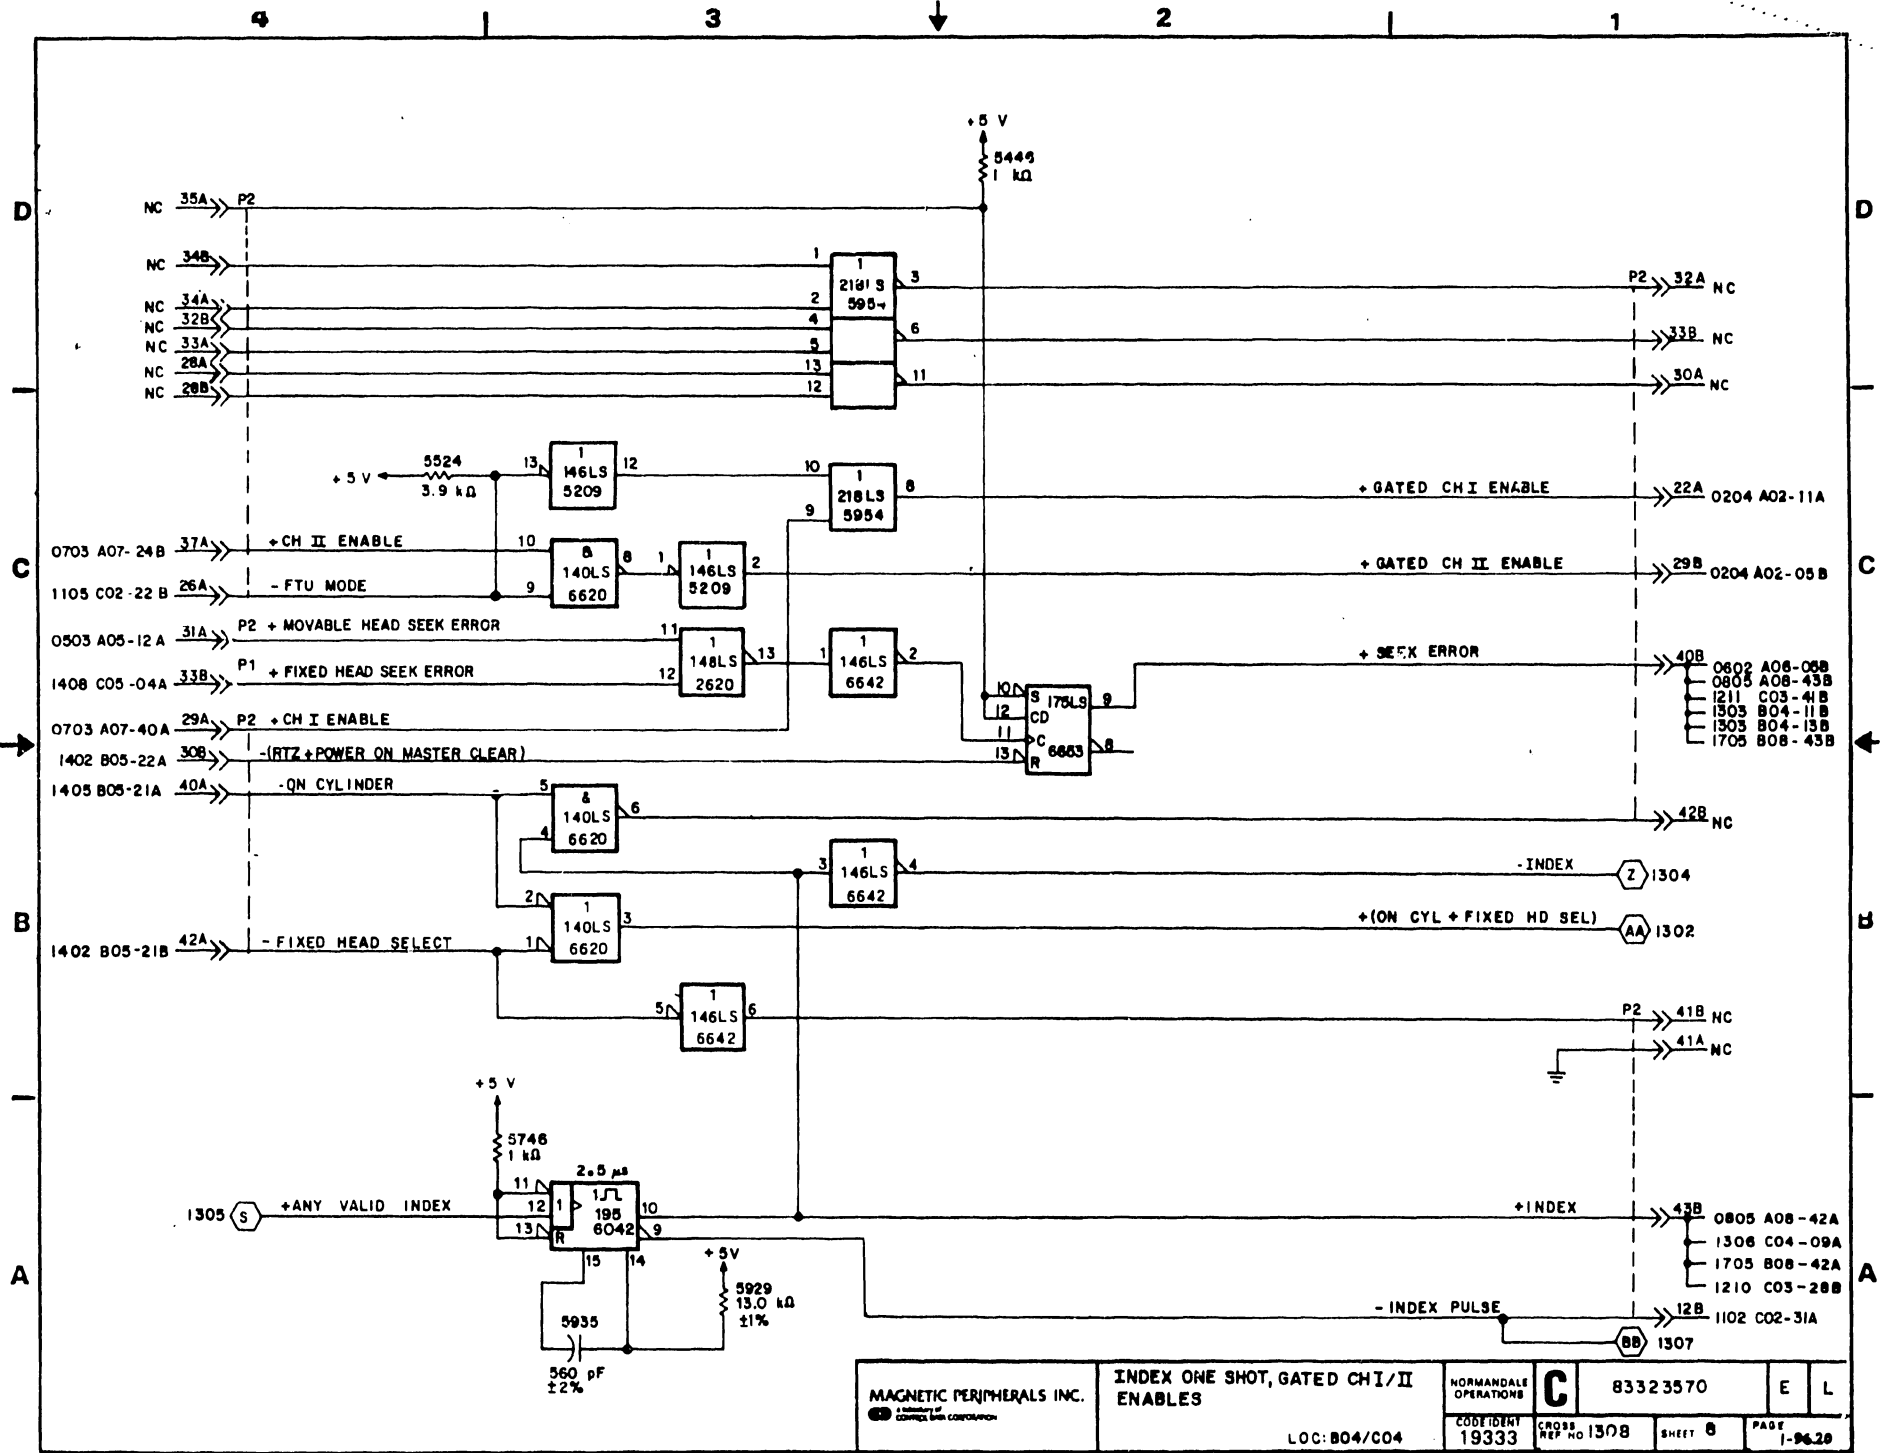 4 3 2 1
+5 V
5446
1 kΩ
D D
NC 35A P2
NC 34B
NC 34A
NC 32B
NC 33A
NC 28A
NC 28B
1 1 3
2
4 6
5
13 11
12
P2 32A NC
33B NC
30A NC
+5 V 5524
3.9 kΩ
13 1 12
146LS
5209
10 1 8
218LS
9 5954
+ GATED CH I ENABLE 22A 0204 A02-11A
C C
0703 A07-24B 37A +CH II ENABLE 10 & 8
140LS
1105 C02-22B 26A -FTU MODE 9 6620
1 1 2
146LS
5209
+ GATED CH II ENABLE 29B 0204 A02-05B
0503 A05-12A 31A P2 + MOVABLE HEAD SEEK ERROR 11
1408 C05-04A 33B P1 + FIXED HEAD SEEK ERROR 12
1 13
148LS
2620
1 1 2
146LS
6642
0703 A07-40A 29A P2 +CH I ENABLE
1402 B05-22A 30B -(RTZ+POWER ON MASTER CLEAR)
10 S 175LS 9
12 CD
11 C 8
13 R 6653
+ SEEK ERROR 40B 0602 A06-05B
0805 A08-43B
1211 C03-41B
1303 B04-11B
1303 B04-13B
1705 B08-43B
1405 B05-21A 40A -ON CYLINDER 5 & 6
140LS
4 6620
42B NC
3 1 4
146LS
6642
-INDEX Z 1304
B B
2 1 3
140LS
1 6620
+(ON CYL + FIXED HD SEL) AA 1302
1402 B05-21B 42A - FIXED HEAD SELECT
5 1 6
146LS
6642
P2 41B NC
41A NC
+5 V
5746
1 kΩ
2.5 μs
1305 S +ANY VALID INDEX
11 1 10
12 1 195
13 R 6042 9
15 14
+5V
5929
13.0 kΩ
±1%
5935
560 pF
±2%
+INDEX 43B 0805 A08-42A
1306 C04-09A
1705 B08-42A
1210 C03-28B
A A
- INDEX PULSE 12B 1102 C02-31A
BB 1307
MAGNETIC PERIPHERALS INC.
a subsidiary of
CONTROL DATA CORPORATION
INDEX ONE SHOT, GATED CH I/II
ENABLES
LOC: B04/C04
NORMANDALE
OPERATIONS
C 83323570 E L
CODE IDENT
19333
CROSS
REF NO 1308
SHEET 8
PAGE
1-96.20